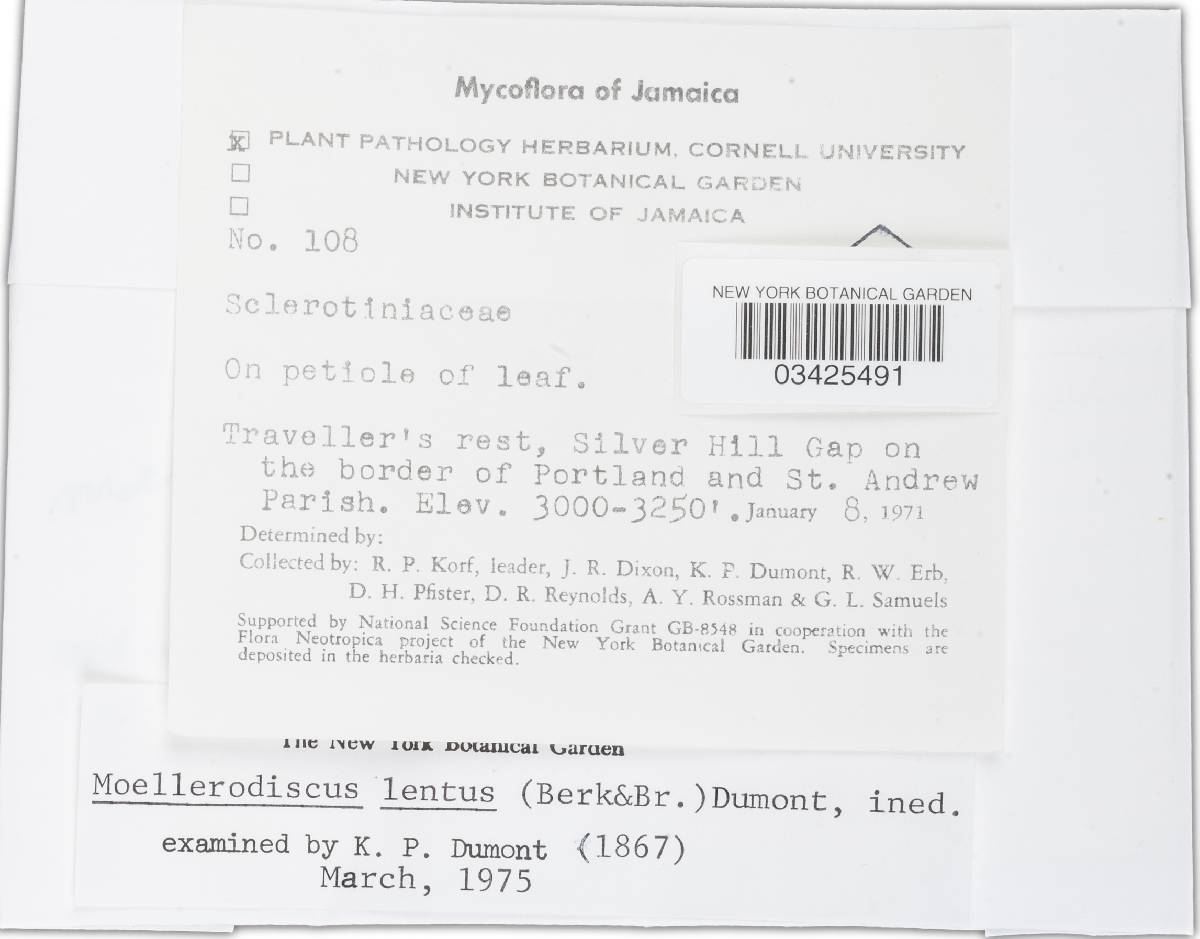 Mycoflora of Jamaica
x PLANT PATHOLOGY HERBARIUM, CORNELL UNIVERSITY
NEW YORK BOTANICAL GARDEN
INSTITUTE OF JAMAICA
No. 108
NEW YORK BOTANICAL GARDEN
03425491
Sclerotiniaceae
On petiole of leaf.
Traveller's rest, Silver Hill Gap on
the border of Portland and St. Andrew
Parish. Elev. 3000-3250'. January 8, 1971
Determined by:
Collected by: R. P. Korf, leader, J. R. Dixon, K. P. Dumont, R. W. Erb,
D. H. Pfister, D. R. Reynolds, A. Y. Rossman & G. L. Samuels
Supported by National Science Foundation Grant GB-8548 in cooperation with the
Flora Neotropica project of the New York Botanical Garden. Specimens are
deposited in the herbaria checked.
The New York Botanical Garden
Moellerodiscus lentus (Berk&Br.)Dumont, ined.
examined by K. P. Dumont (1867)
March, 1975